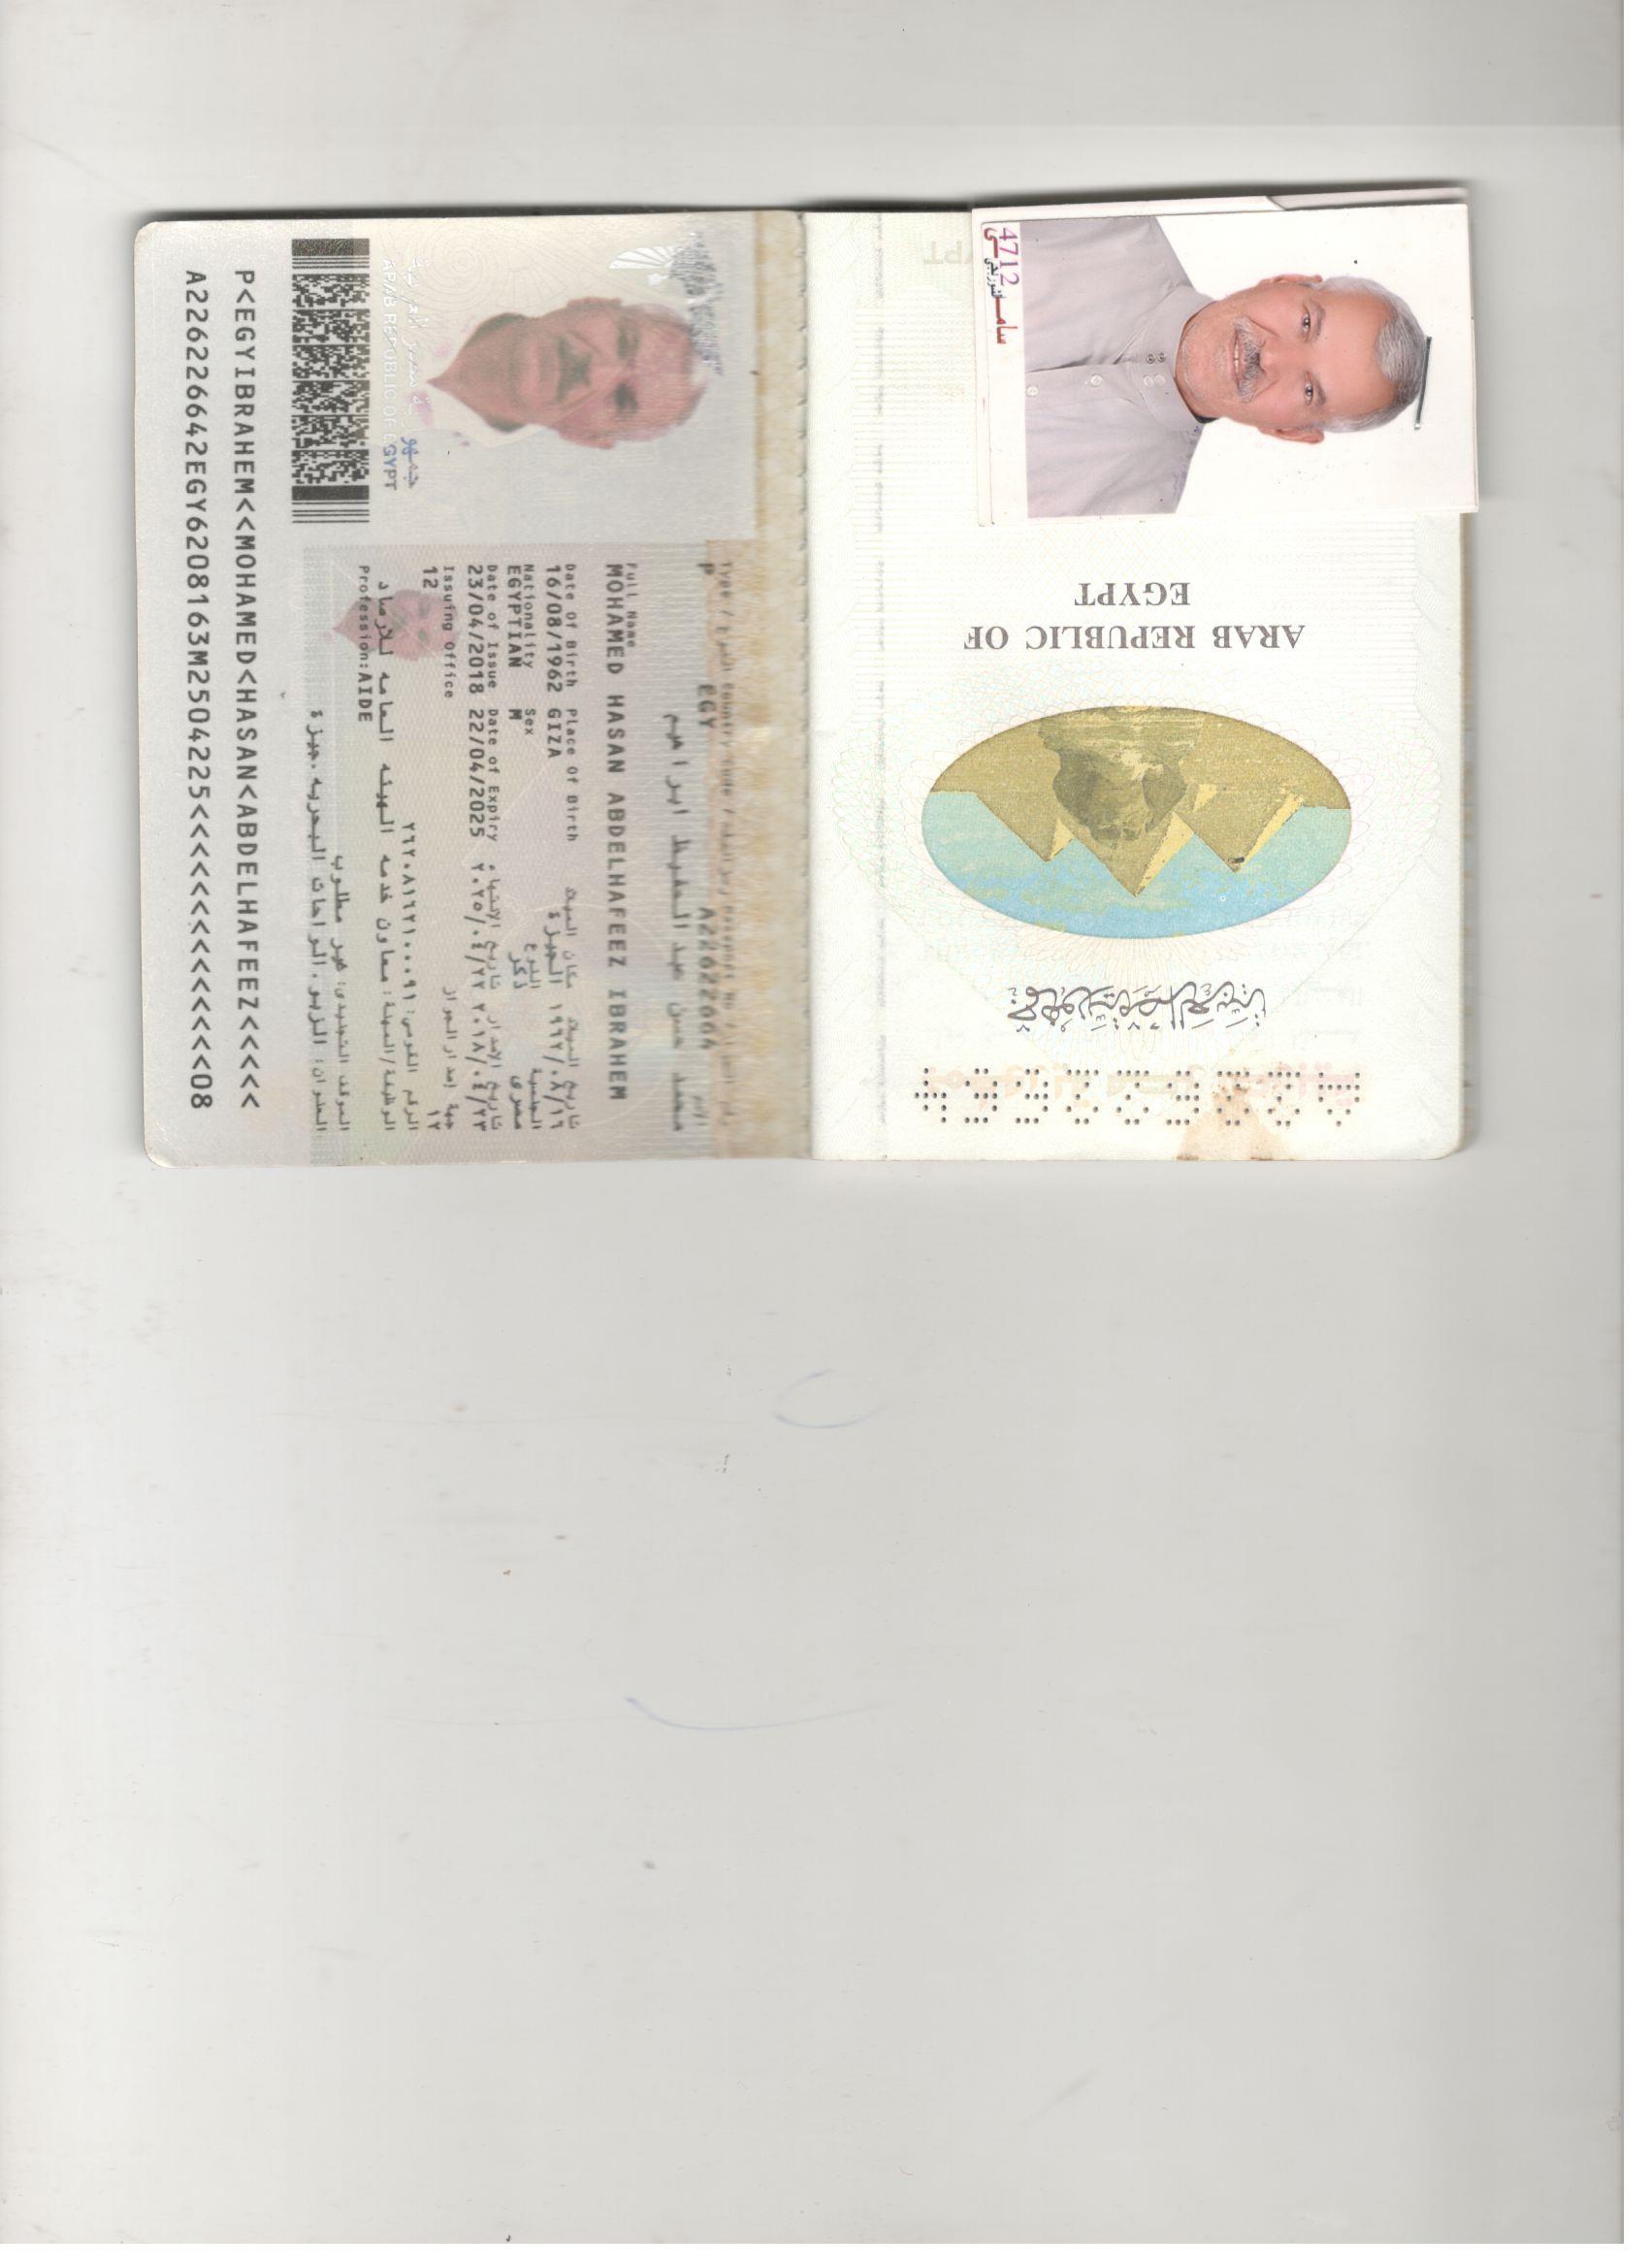 سامى
4712
الشوربجى
ARAB REPUBLIC OF
EGYPT
جمهورية مصر العربية
Type / النوع Country Code / رمز الدولة Passport No /
P EGY A22622664
الاسم
محمد حسن عبد الحفيظ ابراهيم
Full Name
MOHAMED HASAN ABDELHAFEEZ IBRAHEM
Date Of Birth Place Of Birth مكان الميلاد تاريخ الميلاد
16/08/1962 GIZA الجيزة ١٩٦٢/٠٨/١٦
Nationality Sex النوع الجنسية
EGYPTIAN M ذكر مصرى
Date of Issue Date of Expiry تاريخ الإنتهاء تاريخ الإصدار
23/04/2018 22/04/2025 ٢٠٢٥/٠٤/٢٢ ٢٠١٨/٠٤/٢٣
Issuing Office جهة إصدار الجواز
12 ١٢
الرقم القومى: ٢٦٢٠٨١٦٢١٠٠٠٩١
الوظيفة/المهنة: معاون خدمه الهيئه العامه للارصاد
Profession:AIDE
الموقف التجنيدى: غير مطلوب
العنوان: الزبو.الواحات البحريه.جيزة
جمهو ية مصر العربية
ARAB REPUBLIC OF EGYPT
P<EGYIBRAHEM<<MOHAMED<HASAN<ABDELHAFEEZ<<<<<
A226226642EGY6208163M2504225<<<<<<<<<<<<<<08